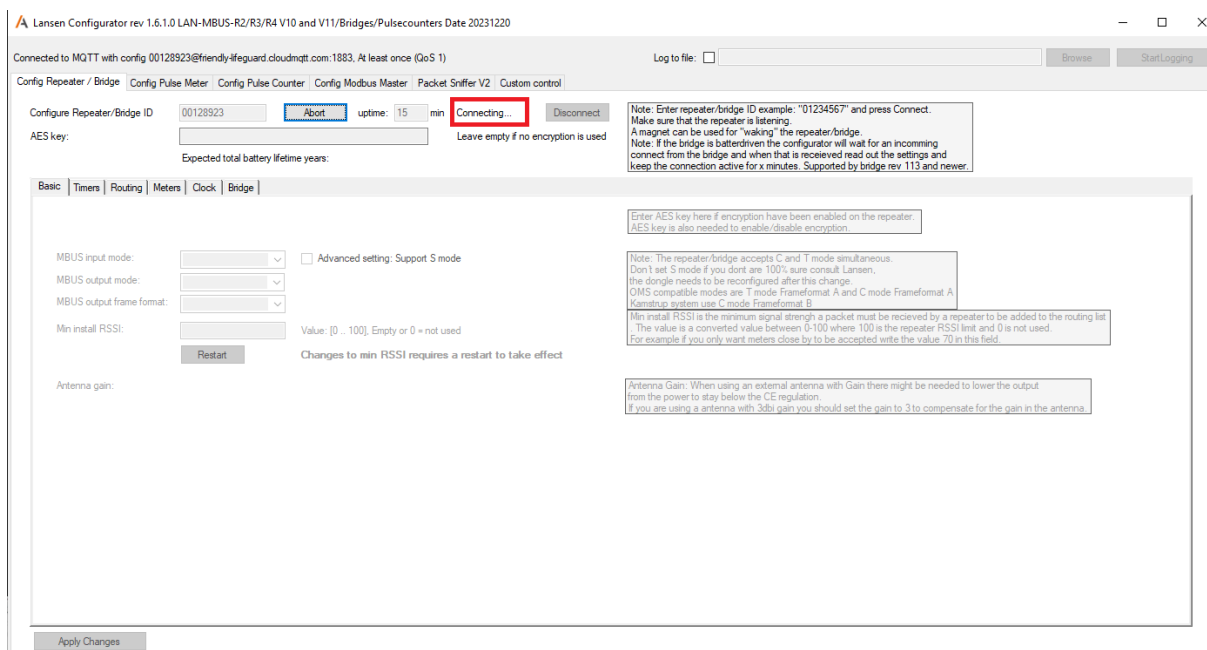 Lansen Configurator rev 1.6.1.0 LAN-MBUS-R2/R3/R4 V10 and V11/Bridges/Pulsecounters Date 20231220
Connected to MQTT with config 00128923@friendly-lifeguard.cloudmqtt.com:1883, At least once (QoS 1)
Log to file:
Browse
StartLogging
Config Repeater / Bridge
Config Pulse Meter
Config Pulse Counter
Config Modbus Master
Packet Sniffer V2
Custom control
Configure Repeater/Bridge ID
00128923
Abort
uptime:
15
min
Connecting...
Disconnect
AES key:
Leave empty if no encryption is used
Expected total battery lifetime years:
Note: Enter repeater/bridge ID example: "01234567" and press Connect.
Make sure that the repeater is listening.
A magnet can be used for "waking" the repeater/bridge.
Note: If the bridge is batterdriven the configurator will wait for an incomming
connect from the bridge and when that is receieved read out the settings and
keep the connection active for x minutes. Supported by bridge rev 113 and newer.
Basic
Timers
Routing
Meters
Clock
Bridge
Enter AES key here if encryption have been enabled on the repeater.
AES key is also needed to enable/disable encryption.
MBUS input mode:
Advanced setting: Support S mode
MBUS output mode:
MBUS output frame format:
Note: The repeater/bridge accepts C and T mode simultaneous.
Don't set S mode if you dont are 100% sure consult Lansen,
the dongle needs to be reconfigured after this change.
OMS compatible modes are T mode Frameformat A and C mode Frameformat A
Kamstrup system use C mode Frameformat B
Min install RSSI:
Value: [0 .. 100], Empty or 0 = not used
Restart
Changes to min RSSI requires a restart to take effect
Min install RSSI is the minimum signal strengh a packet must be recieved by a repeater to be added to the routing list
. The value is a converted value between 0-100 where 100 is the repeater RSSI limit and 0 is not used.
For example if you only want meters close by to be accepted write the value 70 in this field.
Antenna gain:
Antenna Gain: When using an external antenna with Gain there might be needed to lower the output
from the power to stay below the CE regulation.
If you are using a antenna with 3dbi gain you should set the gain to 3 to compensate for the gain in the antenna.
Apply Changes